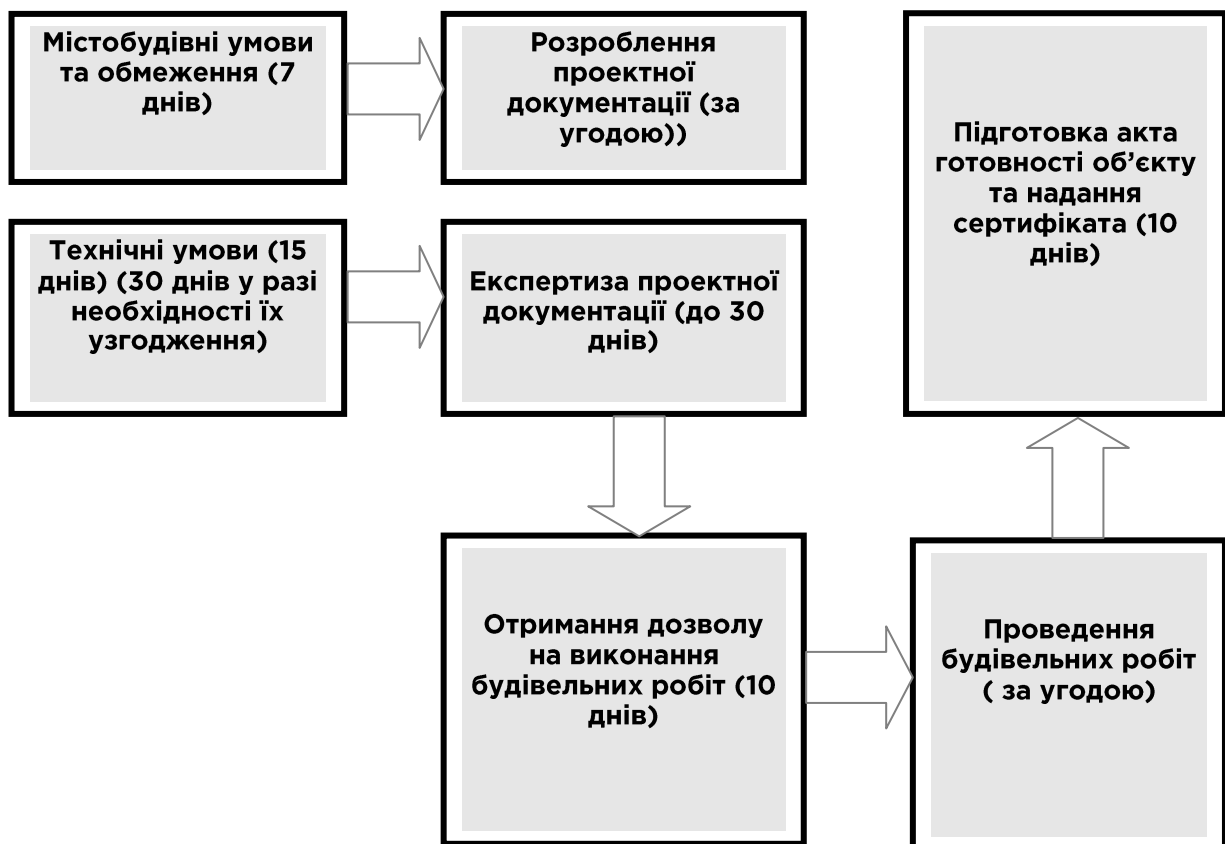 Містобудівні умови
та обмеження (7
днів)
Розроблення
проектної
документації (за
угодою))
Технічні умови (15
днів) (30 днів у разі
необхідності їх
узгодження)
Експертиза проектної
документації (до 30
днів)
Підготовка акта
готовності об’єкту
та надання
сертифіката (10
днів)
Отримання дозволу
на виконання
будівельних робіт (10
днів)
Проведення
будівельних робіт
( за угодою)